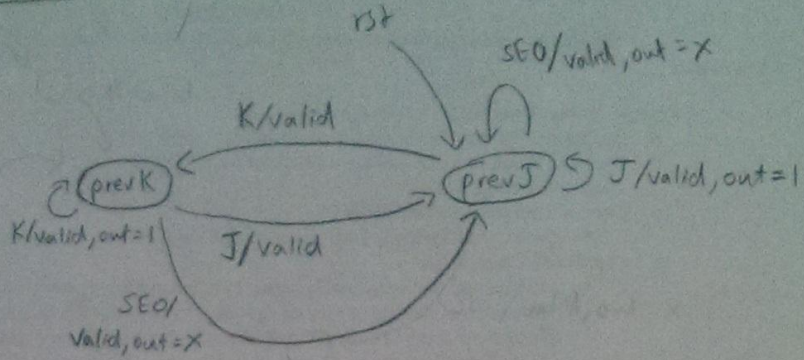 rst
SE0/valid, out = x
K/valid
prevK
prevJ
J/valid, out = 1
K/valid, out = 1
J/valid
SE0/
valid, out = x